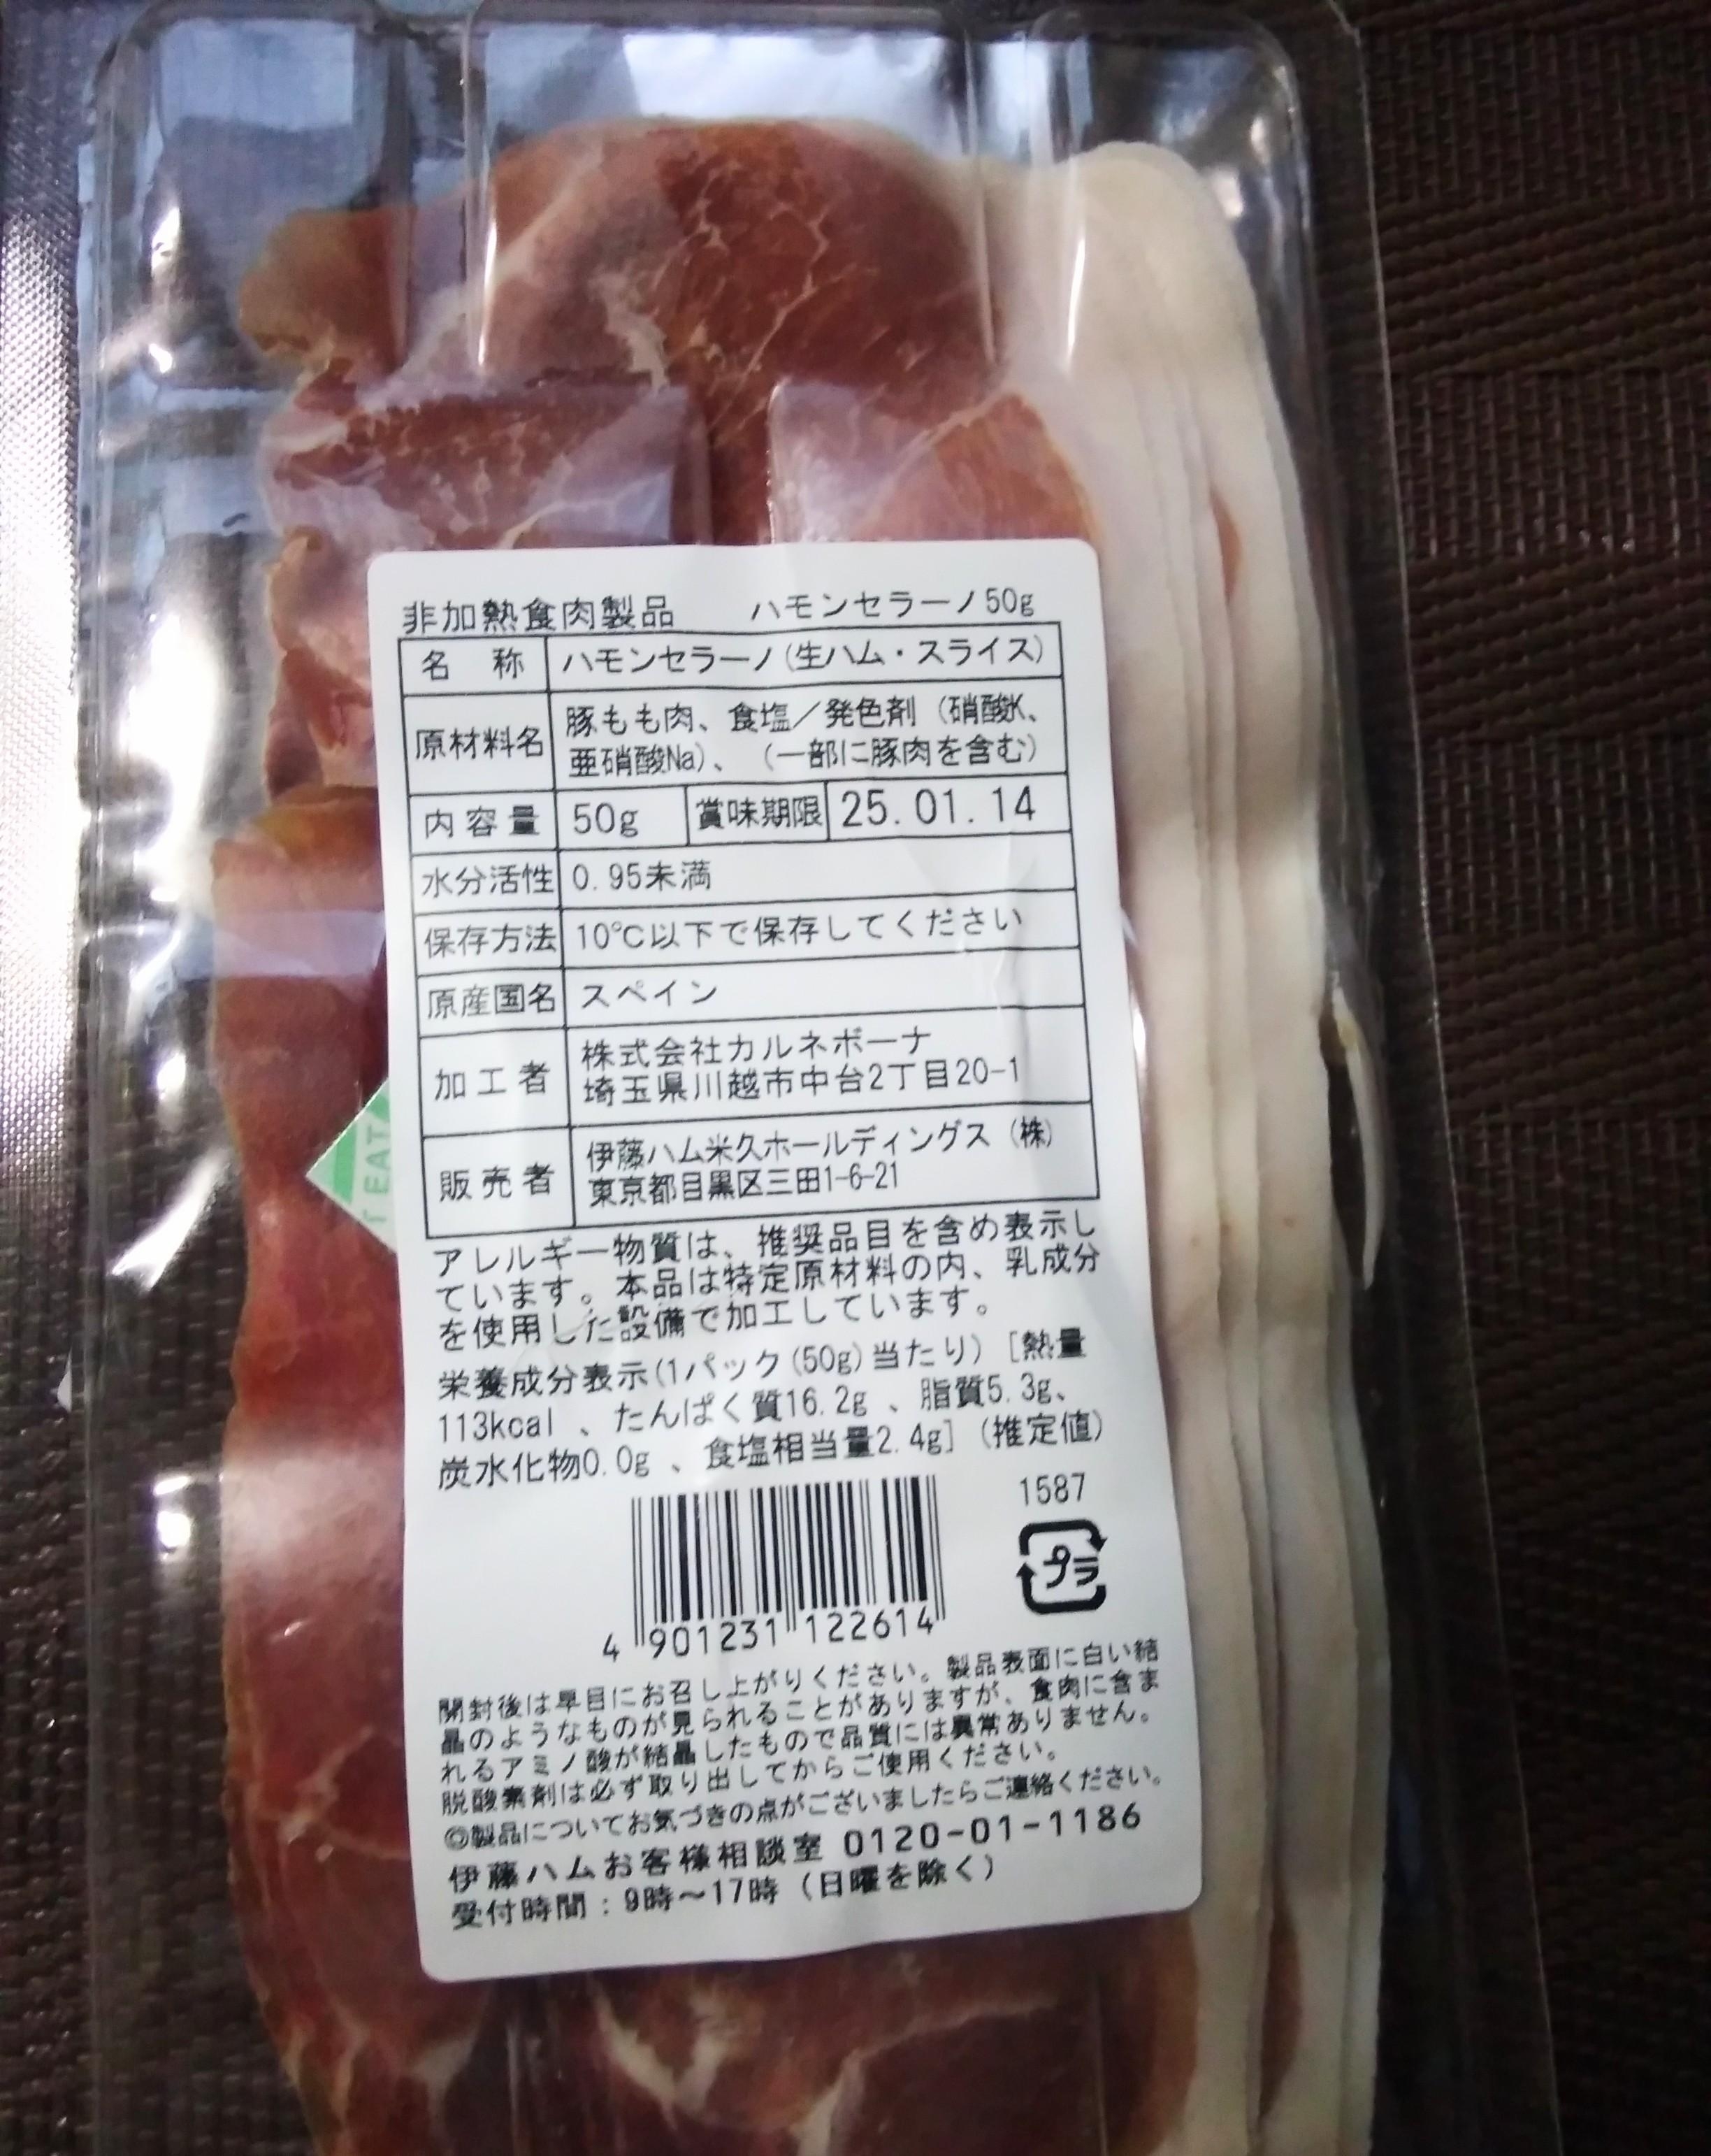 非加熱食肉製品 ハモンセラーノ50g
名 称 ハモンセラーノ(生ハム・スライス)
原材料名 豚もも肉、食塩/発色剤(硝酸K、
亜硝酸Na)、(一部に豚肉を含む)
内容量 50g 賞味期限 25.01.14
水分活性 0.95未満
保存方法 10℃以下で保存してください
原産国名 スペイン
加工者 株式会社カルネボーナ
埼玉県川越市中台2丁目20-1
販売者 伊藤ハム米久ホールディングス(株)
東京都目黒区三田1-6-21
アレルギー物質は、推奨品目を含め表示し
ています。本品は特定原材料の内、乳成分
を使用した設備で加工しています。
栄養成分表示(1パック(50g)当たり)[熱量
113kcal、たんぱく質16.2g、脂質5.3g、
炭水化物0.0g、食塩相当量2.4g](推定値)
1587
プラ
4 901231 122614
開封後は早目にお召し上がりください。製品表面に白い結
晶のようなものが見られることがありますが、食肉に含ま
れるアミノ酸が結晶したもので品質には異常ありません。
脱酸素剤は必ず取り出してからご使用ください。
◎製品についてお気づきの点がございましたらご連絡ください。
伊藤ハムお客様相談室 0120-01-1186
受付時間:9時~17時(日曜を除く)